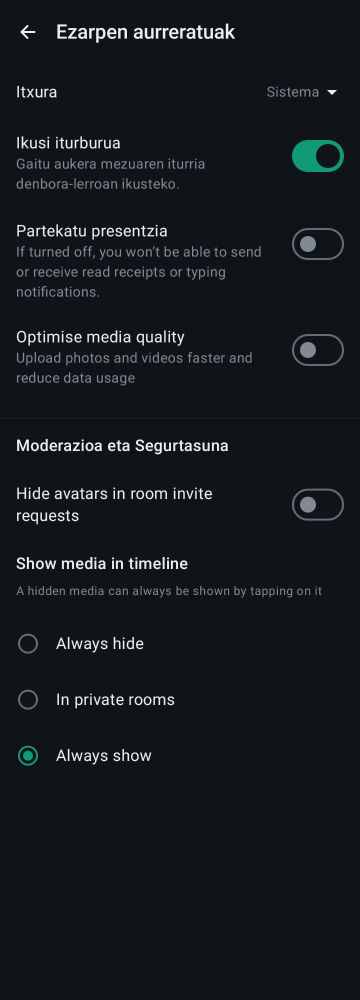 Ezarpen aurreratuak
Itxura
Sistema
Ikusi iturburua
Gaitu aukera mezuaren iturria
denbora-lerroan ikusteko.
Partekatu presentzia
If turned off, you won’t be able to send
or receive read receipts or typing
notifications.
Optimise media quality
Upload photos and videos faster and
reduce data usage
Moderazioa eta Segurtasuna
Hide avatars in room invite
requests
Show media in timeline
A hidden media can always be shown by tapping on it
Always hide
In private rooms
Always show